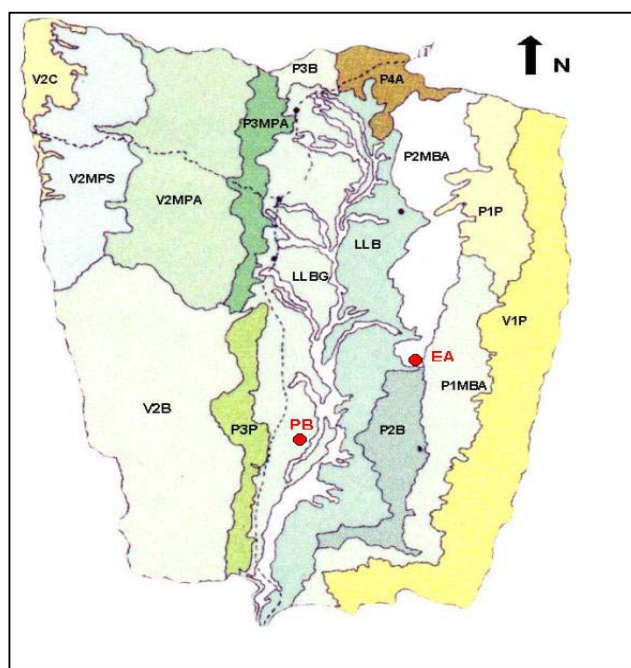 P3B
P4A
N
V2C
P3MPA
P2MBA
V2MPS
V2MPA
P1P
LLB
LLBG
V1P
EA
P1MBA
V2B
P3P
PB
P2B